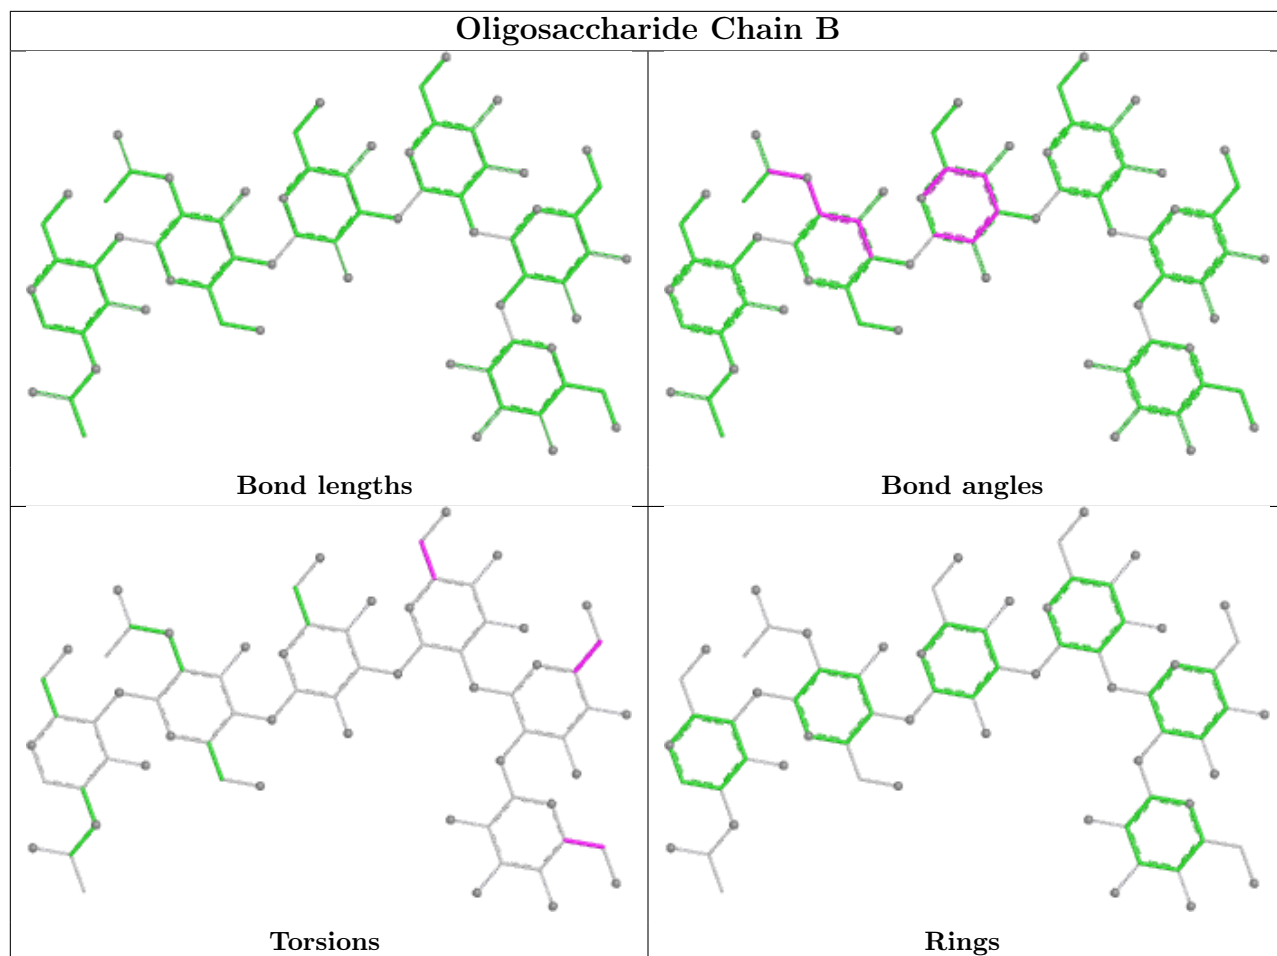 Oligosaccharide Chain B
Bond lengths
Bond angles
Torsions
Rings